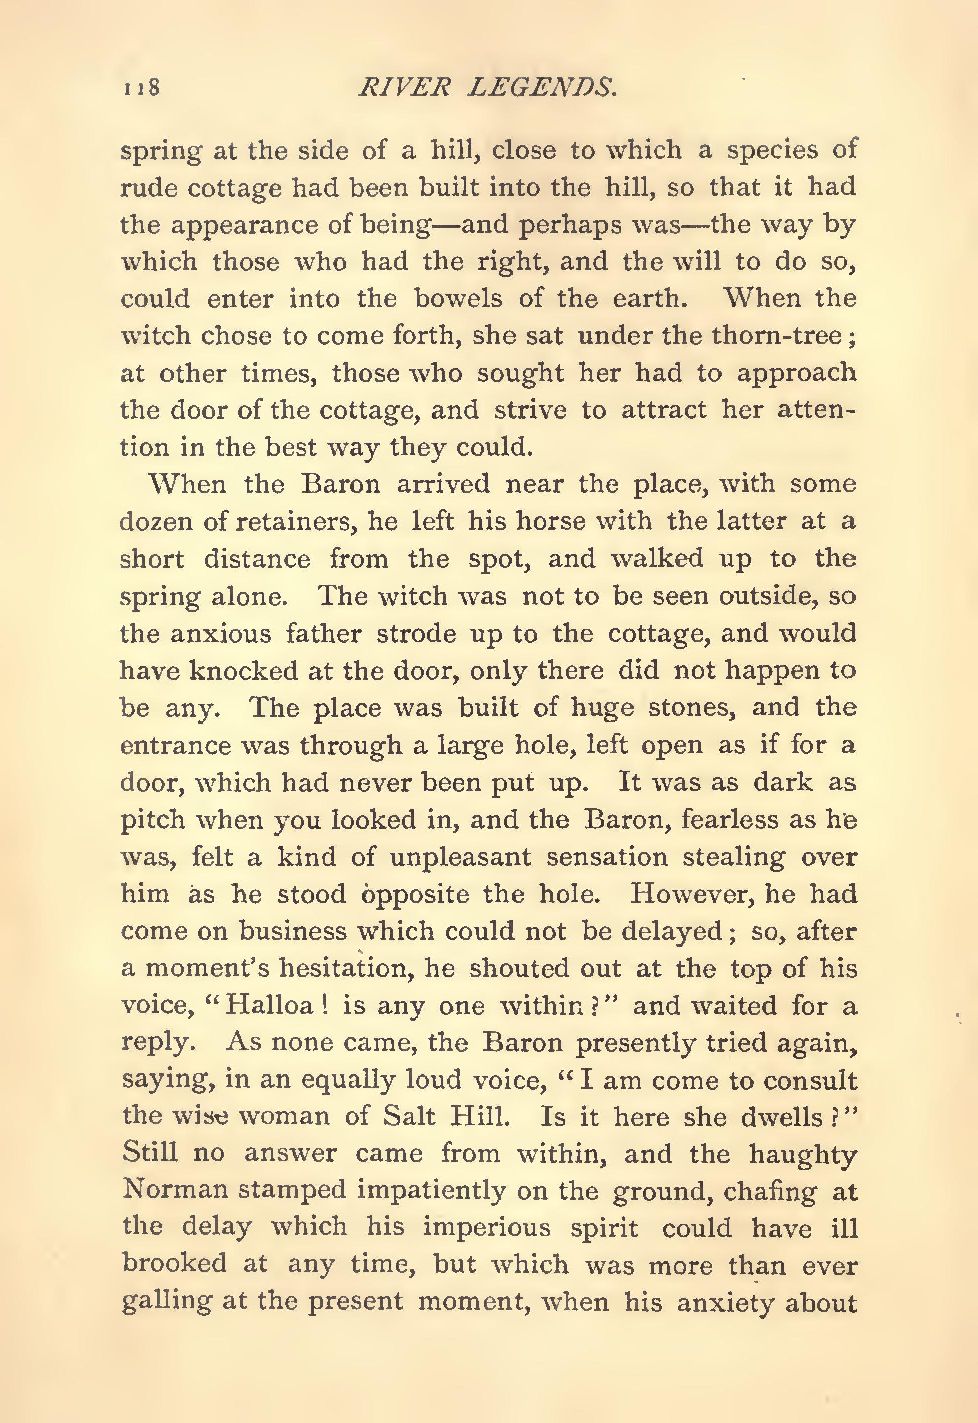 118 RIVER LEGENDS.
spring at the side of a hill, close to which a species of
rude cottage had been built into the hill, so that it had
the appearance of being—and perhaps was—the way by
which those who had the right, and the will to do so,
could enter into the bowels of the earth. When the
witch chose to come forth, she sat under the thorn-tree;
at other times, those who sought her had to approach
the door of the cottage, and strive to attract her atten-
tion in the best way they could.
When the Baron arrived near the place, with some
dozen of retainers, he left his horse with the latter at a
short distance from the spot, and walked up to the
spring alone. The witch was not to be seen outside, so
the anxious father strode up to the cottage, and would
have knocked at the door, only there did not happen to
be any. The place was built of huge stones, and the
entrance was through a large hole, left open as if for a
door, which had never been put up. It was as dark as
pitch when you looked in, and the Baron, fearless as he
was, felt a kind of unpleasant sensation stealing over
him as he stood opposite the hole. However, he had
come on business which could not be delayed; so, after
a moment's hesitation, he shouted out at the top of his
voice, "Halloa! is any one within?" and waited for a
reply. As none came, the Baron presently tried again,
saying, in an equally loud voice, "I am come to consult
the wise woman of Salt Hill. Is it here she dwells?"
Still no answer came from within, and the haughty
Norman stamped impatiently on the ground, chafing at
the delay which his imperious spirit could have ill
brooked at any time, but which was more than ever
galling at the present moment, when his anxiety about